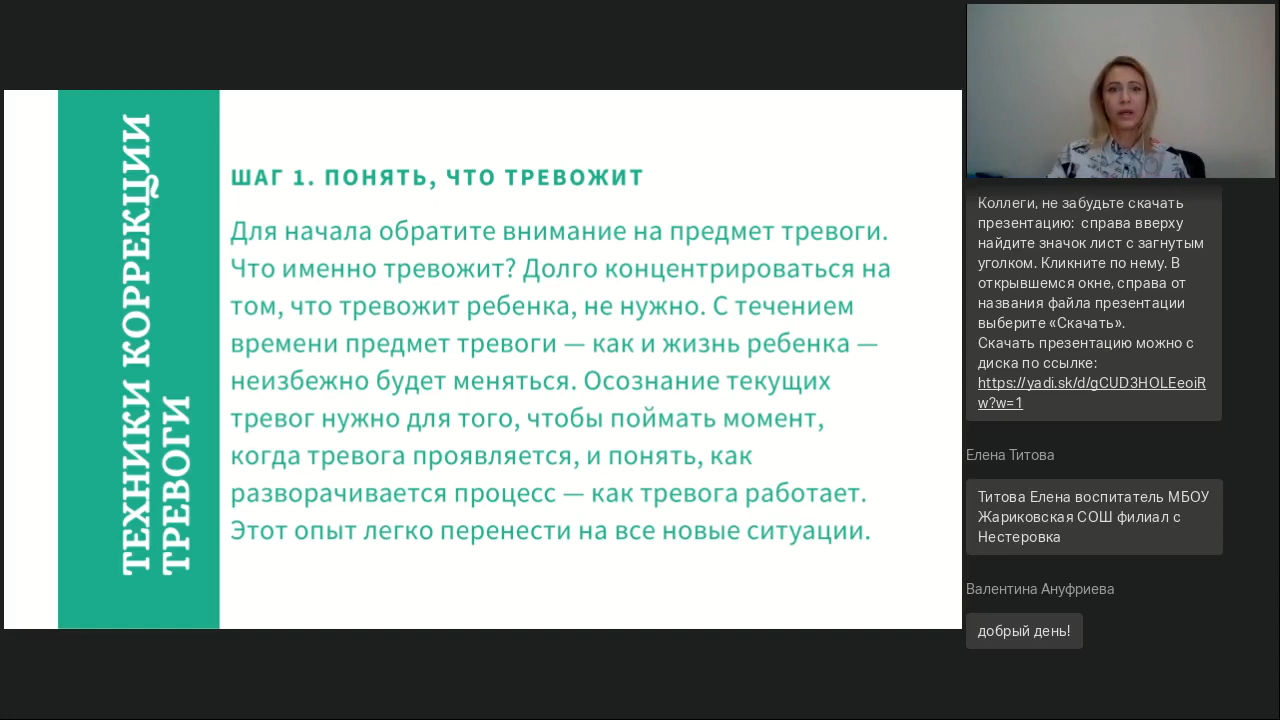 ТЕХНИКИ КОРРЕКЦИИ
ТРЕВОГИ
ШАГ 1. ПОНЯТЬ, ЧТО ТРЕВОЖИТ
Для начала обратите внимание на предмет тревоги.
Что именно тревожит? Долго концентрироваться на
том, что тревожит ребенка, не нужно. С течением
времени предмет тревоги — как и жизнь ребенка —
неизбежно будет меняться. Осознание текущих
тревог нужно для того, чтобы поймать момент,
когда тревога проявляется, и понять, как
разворачивается процесс — как тревога работает.
Этот опыт легко перенести на все новые ситуации.
Коллеги, не забудьте скачать
презентацию: справа вверху
найдите значок лист с загнутым
уголком. Кликните по нему. В
открывшемся окне, справа от
названия файла презентации
выберите «Скачать».
Скачать презентацию можно с
диска по ссылке:
https://yadi.sk/d/gCUD3HOLEeoiR
w?w=1
Елена Титова
Титова Елена воспитатель МБОУ
Жариковская СОШ филиал с
Нестеровка
Валентина Ануфриева
добрый день!